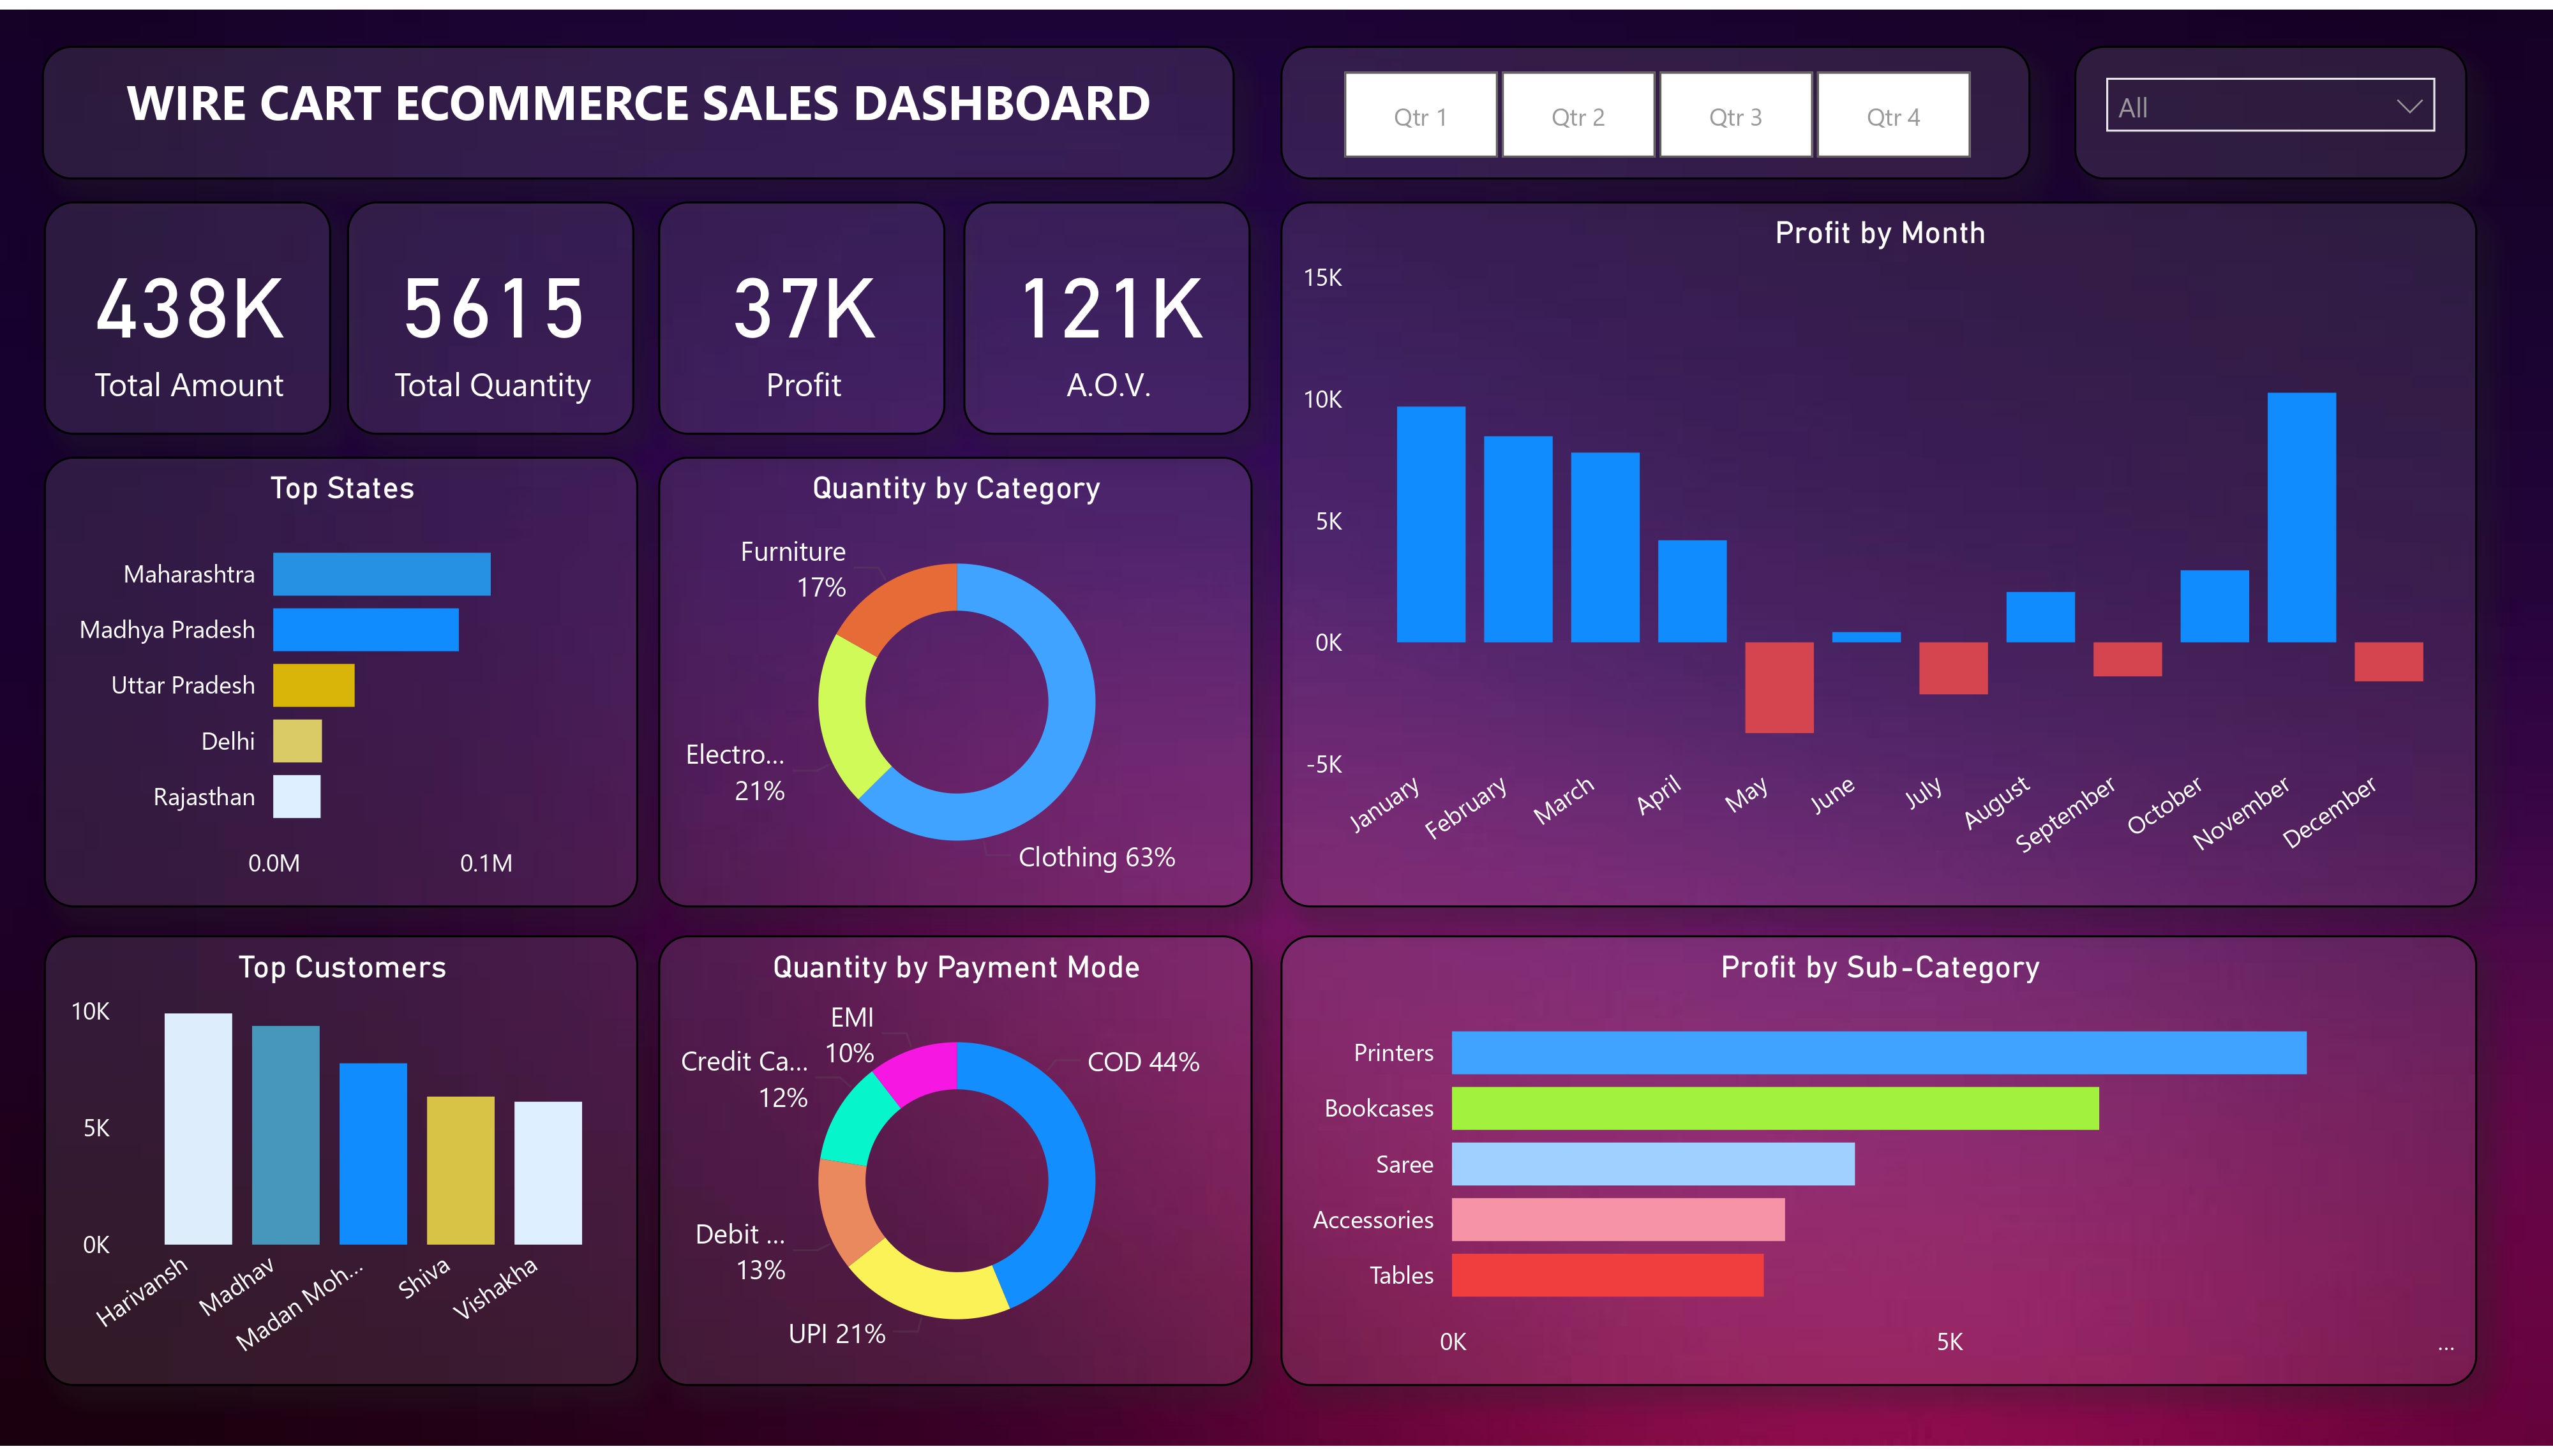 WIRE CART ECOMMERCE SALES DASHBOARD
Qtr 1
Qtr 2
Qtr 3
Qtr 4
All
438K
Total Amount
5615
Total Quantity
37K
Profit
121K
A.O.V.
Profit by Month
15K
10K
5K
0K
-5K
January
February
March
April
May
June
July
August
September
October
November
December
Top States
Maharashtra
Madhya Pradesh
Uttar Pradesh
Delhi
Rajasthan
0.0M
0.1M
Quantity by Category
Furniture
17%
Electro...
21%
Clothing 63%
Top Customers
10K
5K
0K
Harivansh
Madhav
Madan Moh...
Shiva
Vishakha
Quantity by Payment Mode
EMI
10%
Credit Ca...
12%
COD 44%
Debit ...
13%
UPI 21%
Profit by Sub-Category
Printers
Bookcases
Saree
Accessories
Tables
0K
5K
...